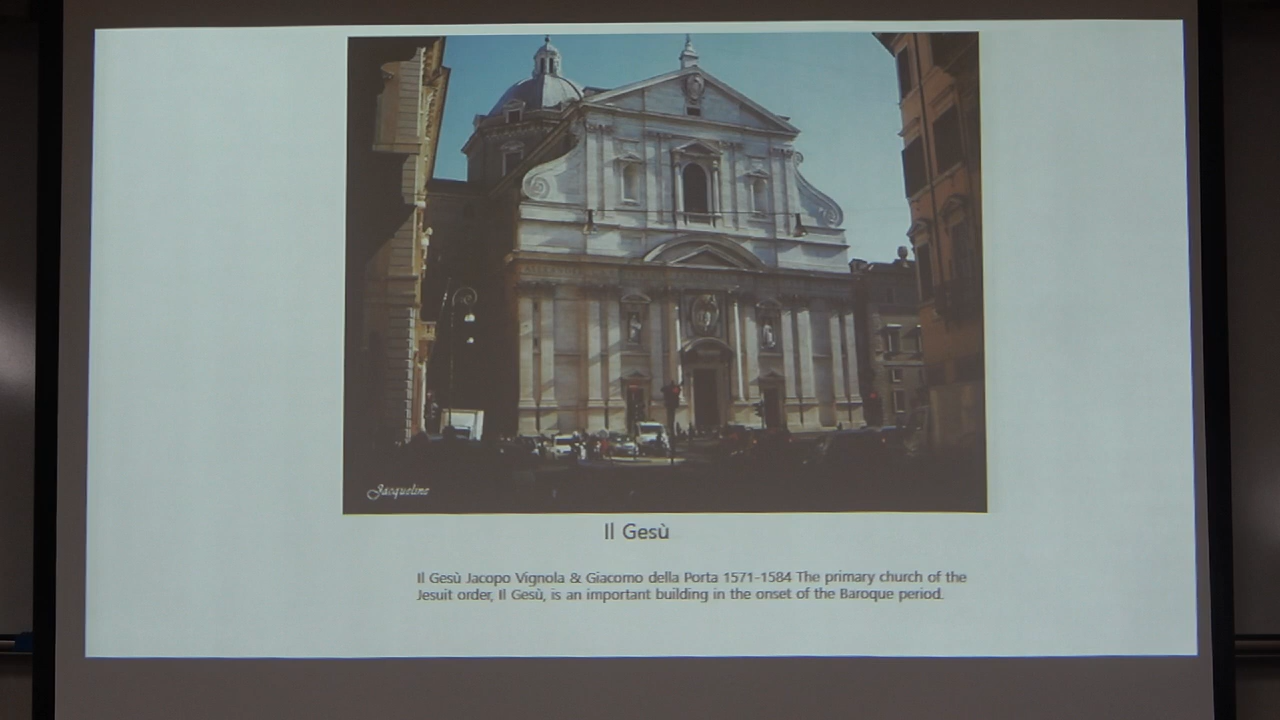 Jacqueline
Il Gesù
Il Gesù Jacopo Vignola & Giacomo della Porta 1571-1584 The primary church of the
Jesuit order, Il Gesù, is an important building in the onset of the Baroque period.